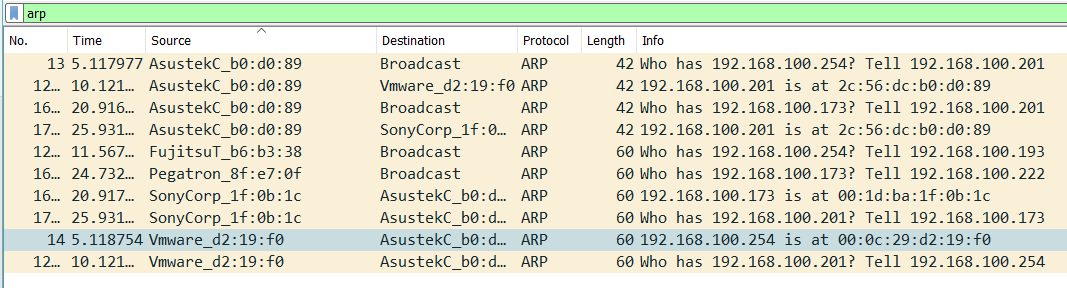 arp
No. Time Source Destination Protocol Length Info
13 5.117977 AsustekC_b0:d0:89 Broadcast ARP 42 Who has 192.168.100.254? Tell 192.168.100.201
12… 10.121… AsustekC_b0:d0:89 Vmware_d2:19:f0 ARP 42 192.168.100.201 is at 2c:56:dc:b0:d0:89
16… 20.916… AsustekC_b0:d0:89 Broadcast ARP 42 Who has 192.168.100.173? Tell 192.168.100.201
17… 25.931… AsustekC_b0:d0:89 SonyCorp_1f:0… ARP 42 192.168.100.201 is at 2c:56:dc:b0:d0:89
12… 11.567… FujitsuT_b6:b3:38 Broadcast ARP 60 Who has 192.168.100.254? Tell 192.168.100.193
16… 24.732… Pegatron_8f:e7:0f Broadcast ARP 60 Who has 192.168.100.173? Tell 192.168.100.222
16… 20.917… SonyCorp_1f:0b:1c AsustekC_b0:d… ARP 60 192.168.100.173 is at 00:1d:ba:1f:0b:1c
17… 25.931… SonyCorp_1f:0b:1c AsustekC_b0:d… ARP 60 Who has 192.168.100.201? Tell 192.168.100.173
14 5.118754 Vmware_d2:19:f0 AsustekC_b0:d… ARP 60 192.168.100.254 is at 00:0c:29:d2:19:f0
12… 10.121… Vmware_d2:19:f0 AsustekC_b0:d… ARP 60 Who has 192.168.100.201? Tell 192.168.100.254